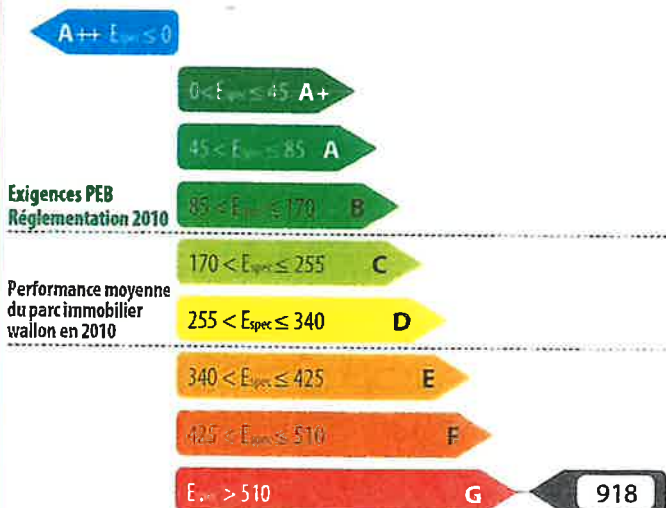 A++ Espec ≤ 0
0 < Espec ≤ 45 A+
45 < Espec ≤ 85 A
Exigences PEB
Réglementation 2010
85 < Espec ≤ 170 B
170 < Espec ≤ 255 C
Performance moyenne
du parc immobilier
wallon en 2010
255 < Espec ≤ 340 D
340 < Espec ≤ 425 E
425 < Espec ≤ 510 F
Espec > 510 G
918